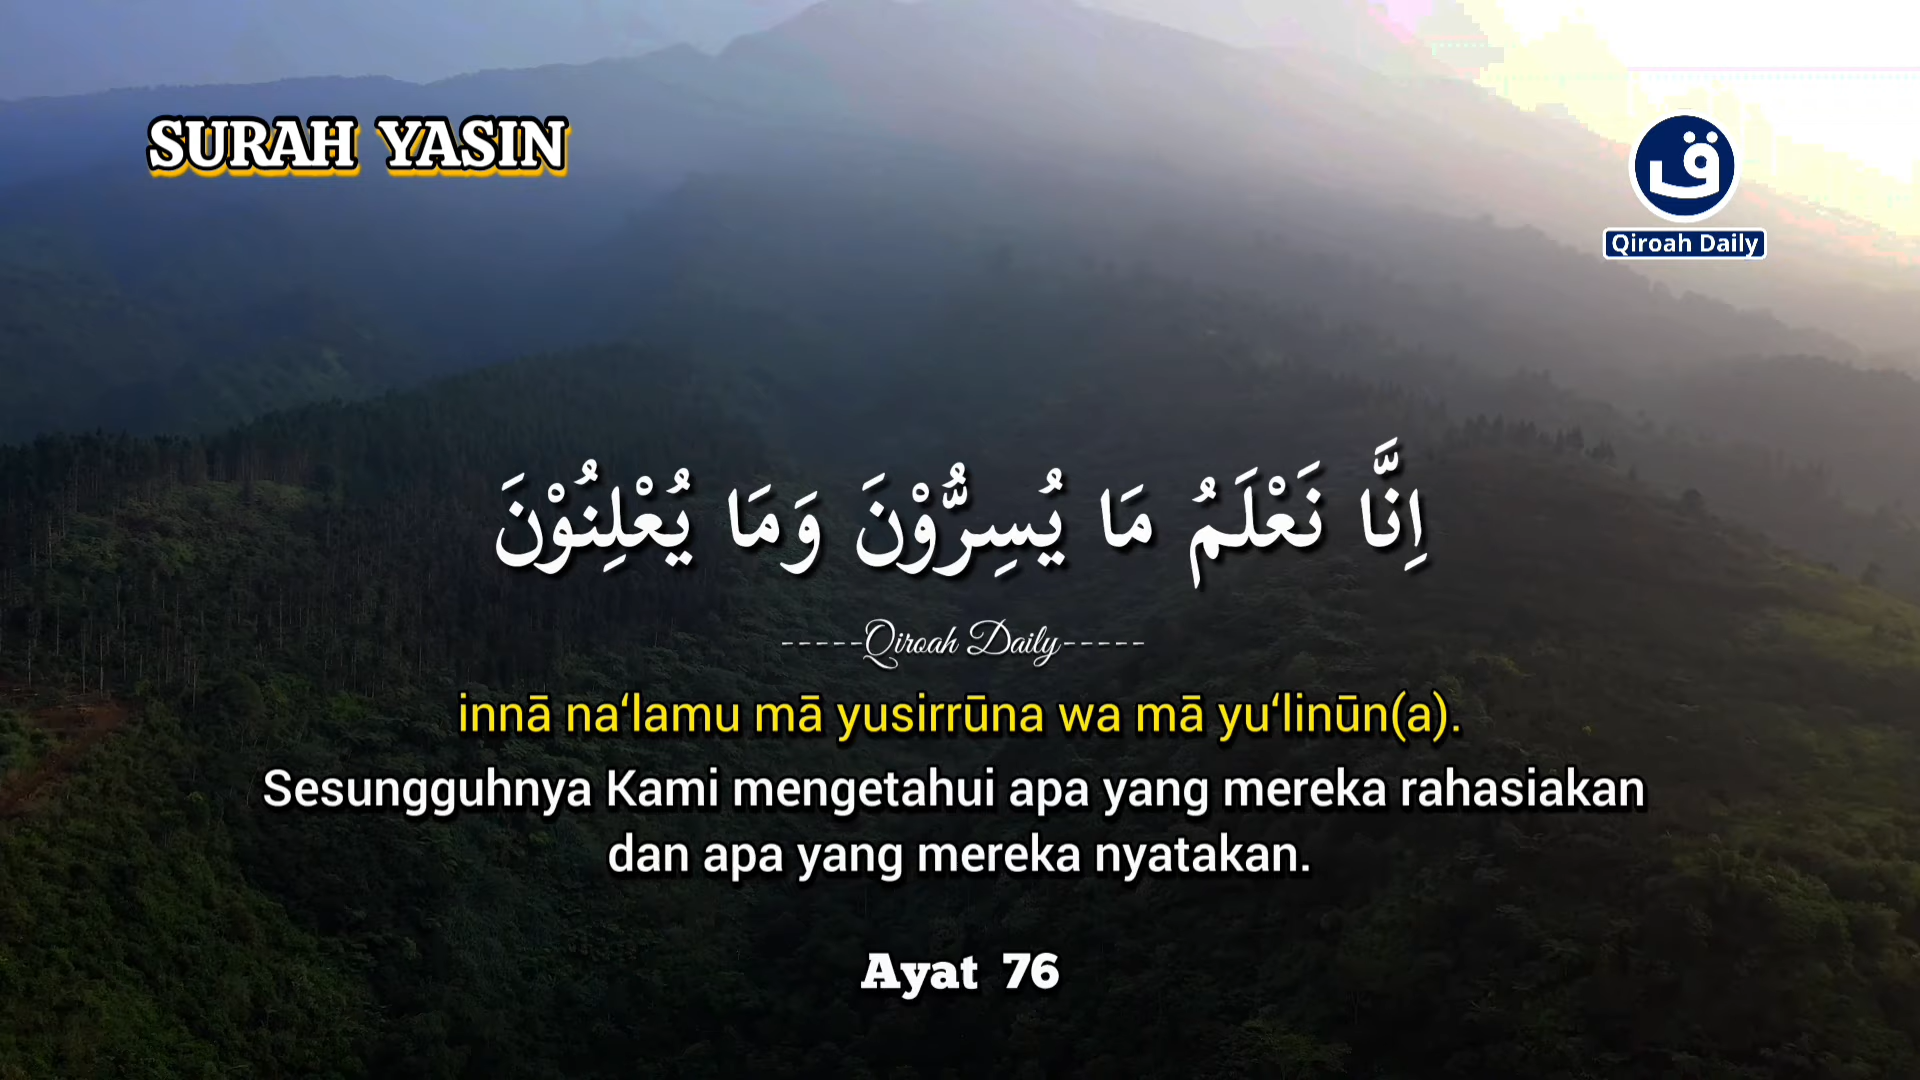 SURAH YASIN
ق
Qiroah Daily
اِنَّا نَعْلَمُ مَا يُسِرُّوْنَ وَمَا يُعْلِنُوْنَ
-----Qiroah Daily-----
innā na‘lamu mā yusirrūna wa mā yu‘linūn(a).
Sesungguhnya Kami mengetahui apa yang mereka rahasiakan
dan apa yang mereka nyatakan.
Ayat 76